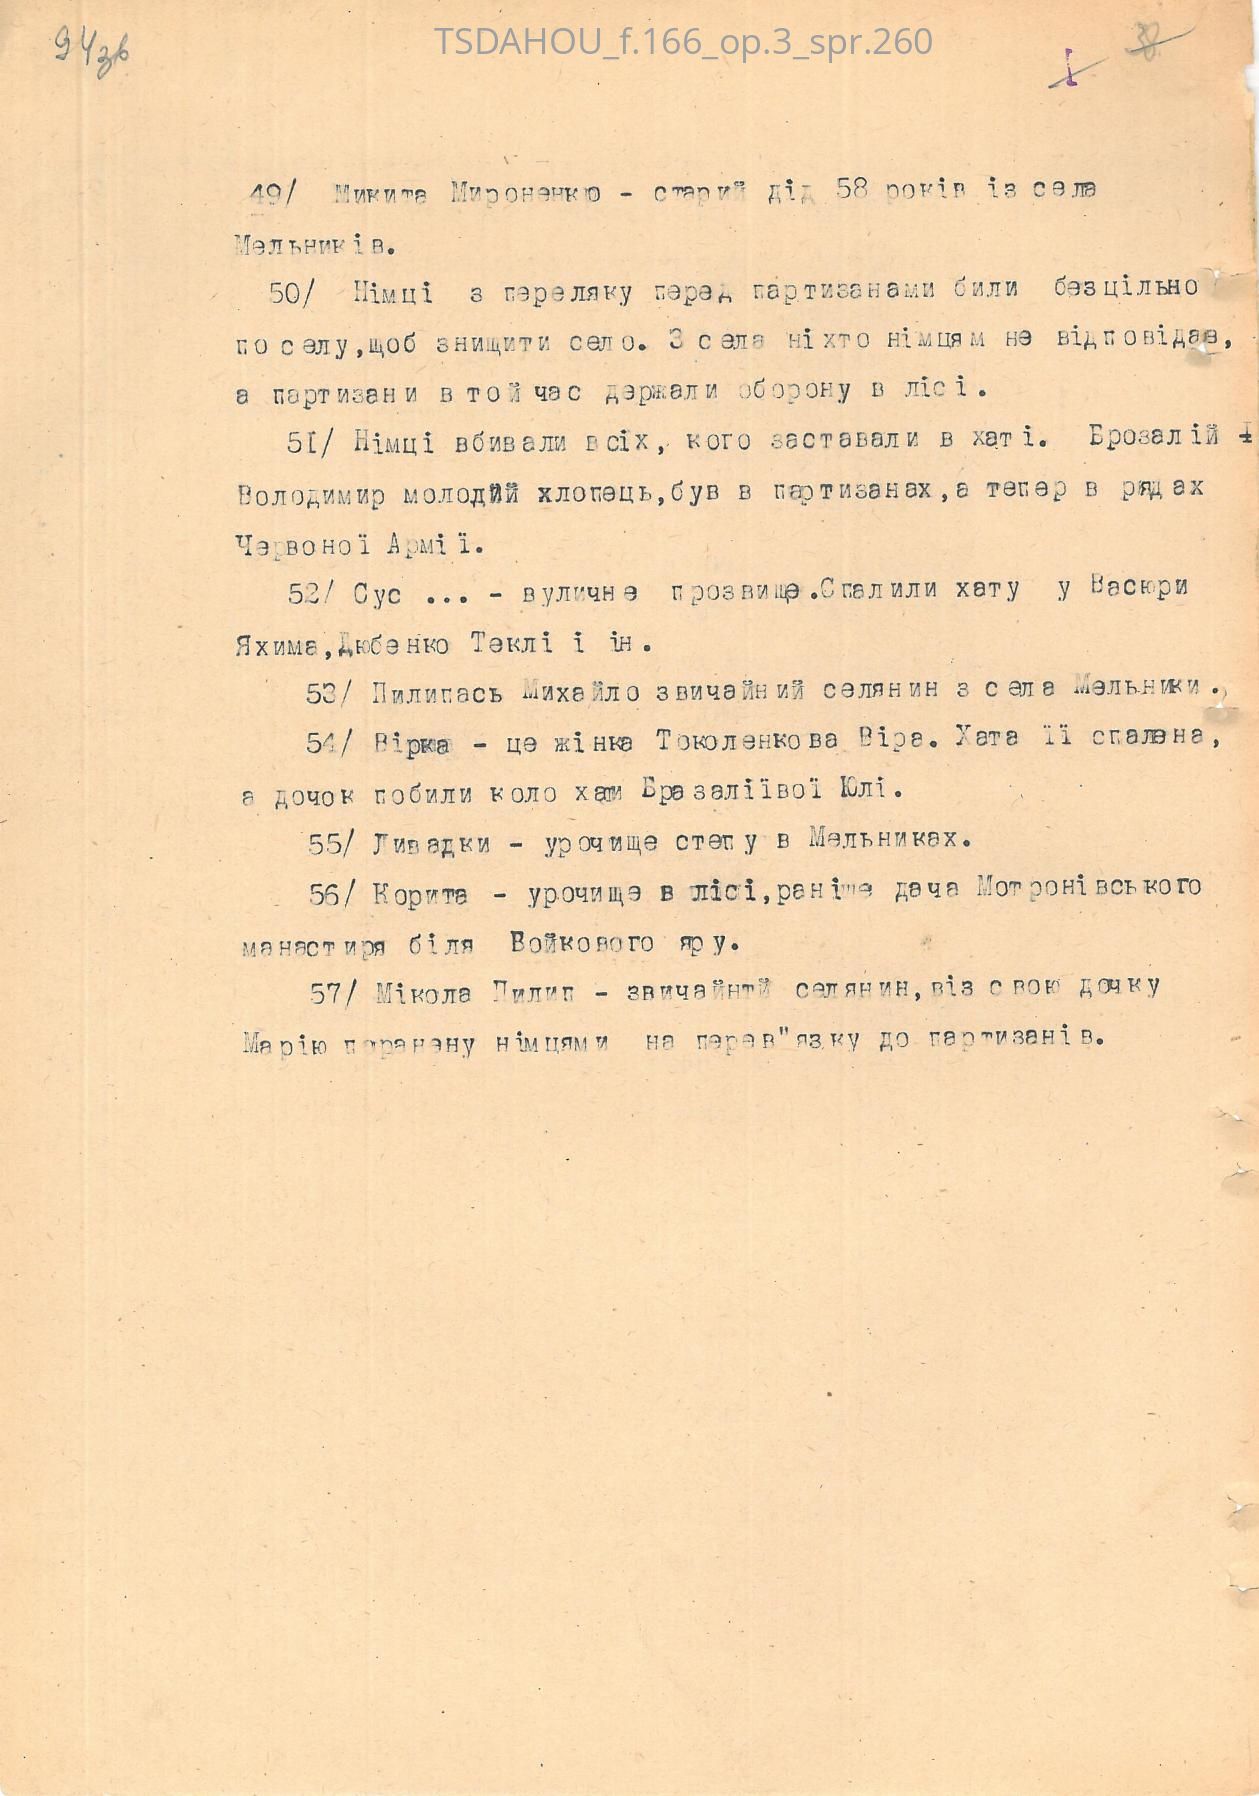 94зв
TSDAHOU_f.166_op.3_spr.260
38
I
49/ Микита Мироненко - старий дід 58 років із села
Мельників.
50/ Німці з переляку перед партизанами били безцільно
по селу,щоб знищити село. З села ніхто німцям не відповідав,
а партизани в той час держали оборону в лісі.
51/ Німці вбивали всіх, кого заставали в хаті. Брозалій
Володимир молодий хлопець,був в партизанах,а тепер в рядах
Червоної Армії.
52/ Сус ... - вуличне прозвище.Спалили хату у Васюри
Яхима,Дюбенко Теклі і ін.
53/ Пилипась Михайло звичайний селянин з села Мельники.
54/ Вірка - це жінка Токоленкова Віра. Хата її спалена,
а дочок побили коло хати Бразаліївої Юлі.
55/ Ливадки - урочище степу в Мельниках.
56/ Корита - урочище в лісі,раніше дача Мотронівського
манастиря біля Войкового яру.
57/ Мікола Пилип - звичайнтй селянин,віз свою дочку
Марію поранену німцями на перев"язку до партизанів.